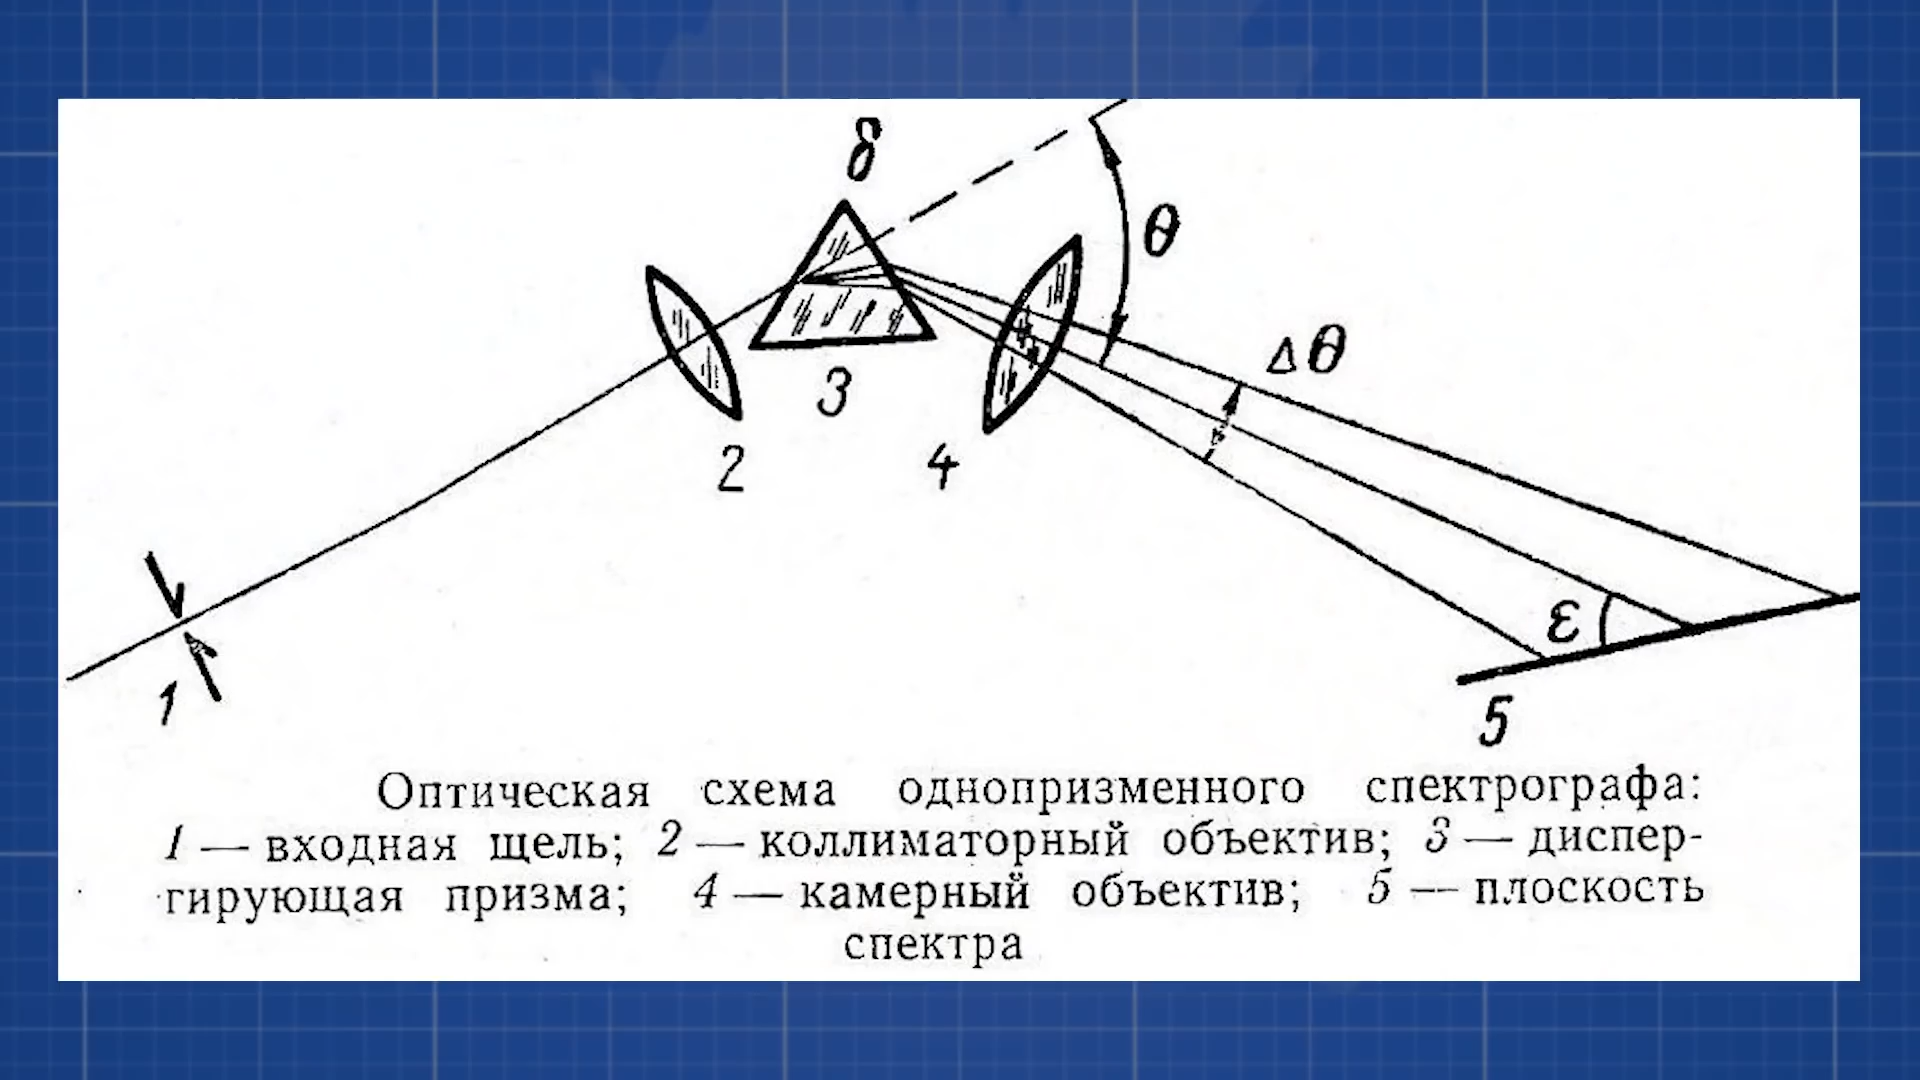 δ
θ
Δθ
3
2
4
ε
1
5
Оптическая схема однопризменного спектрографа:
1 — входная щель; 2 — коллиматорный объектив; 3 — диспер-
гирующая призма; 4 — камерный объектив; 5 — плоскость
спектра